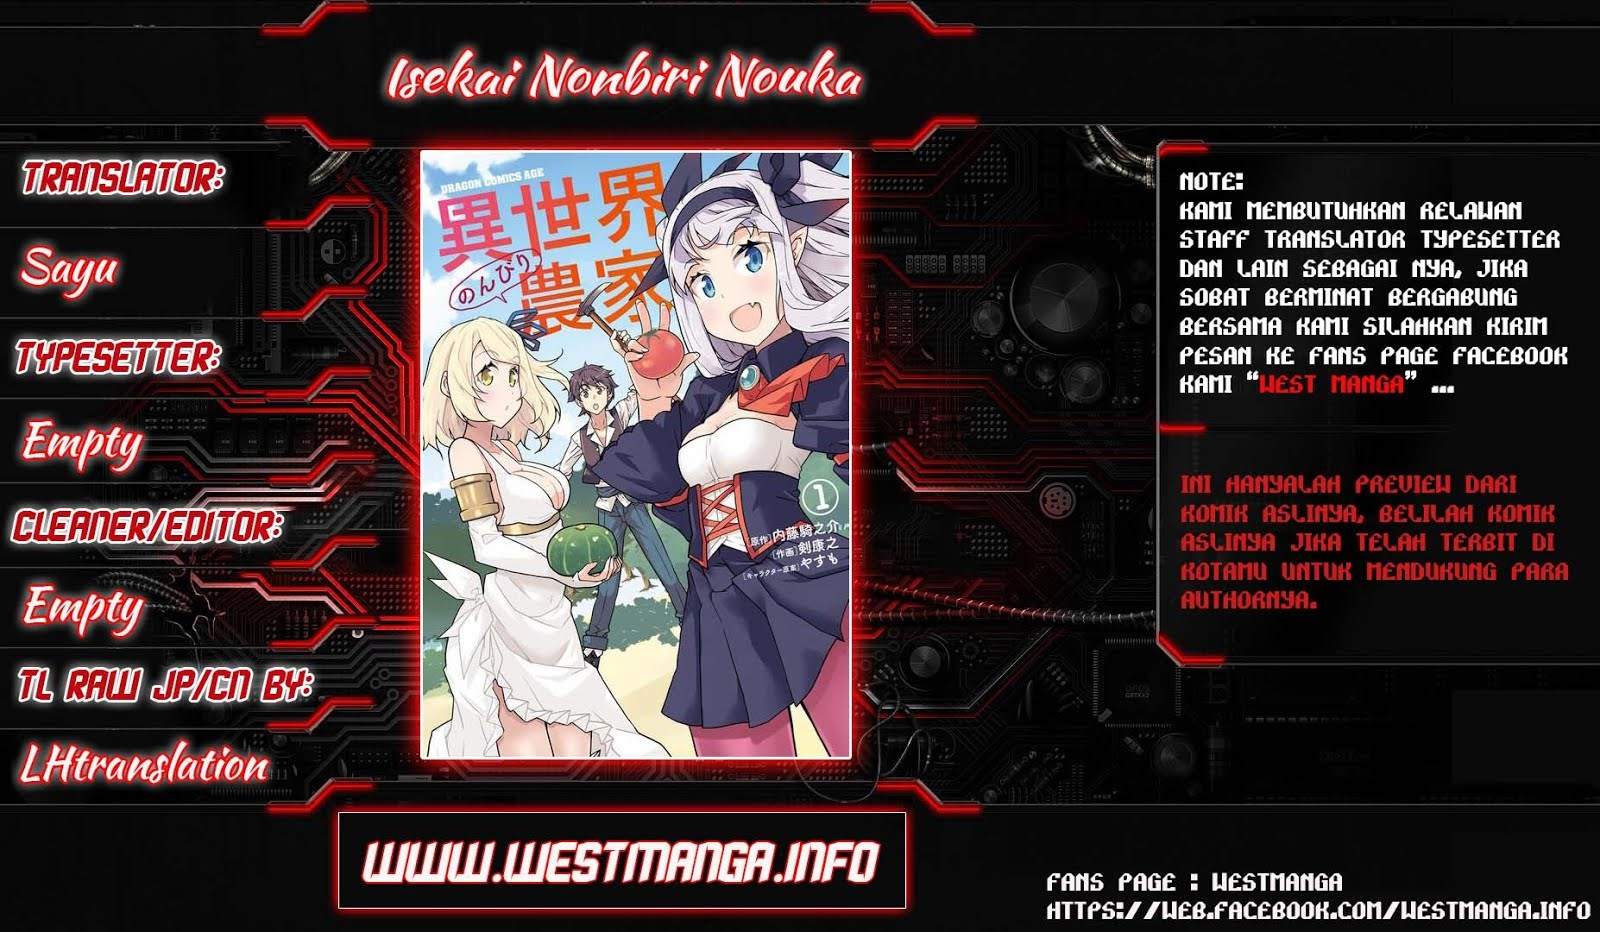 Isekai Nonbiri Nouka
TRANSLATOR:
Sayu
TYPESETTER:
Empty
CLEANER/EDITOR:
Empty
TL RAW JP/CN BY:
LHtranslation
DRAGON COMICS AGE
異世界
のんびり
農家
1
[原作]内藤騎之介
[作画]剣康之
[キャラクター原案]やすも
WWW.WESTMANGA.INFO
NOTE:
KAMI MEMBUTUHKAN RELAWAN
STAFF TRANSLATOR TYPESETTER
DAN LAIN SEBAGAI NYA, JIKA
SOBAT BERMINAT BERGABUNG
BERSAMA KAMI SILAHKAN KIRIM
PESAN KE FANS PAGE FACEBOOK
KAMI "WEST MANGA" ...
INI HANYALAH PREVIEW DARI
KOMIK ASLINYA, BELILAH KOMIK
ASLINYA JIKA TELAH TERBIT DI
KOTAMU UNTUK MENDUKUNG PARA
AUTHORNYA.
FANS PAGE : WESTMANGA
HTTPS://WEB.FACEBOOK.COM/WESTMANGA.INFO